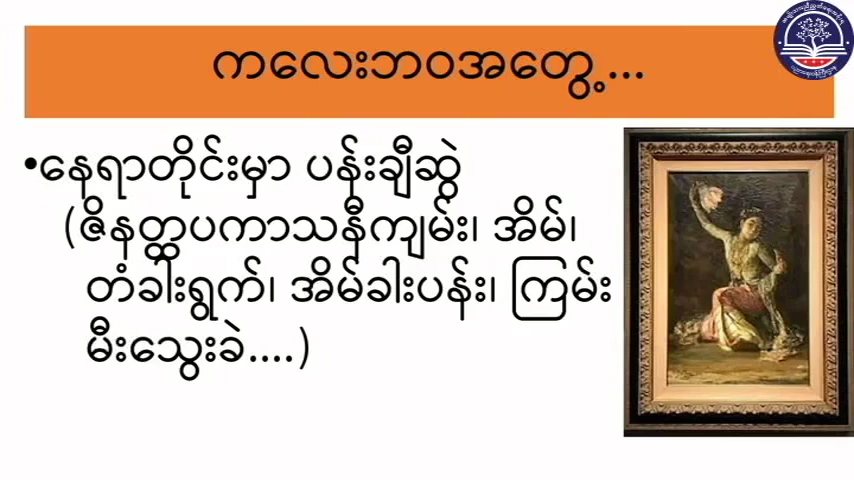 ကလေးဘဝအတွေ့...
•နေရာတိုင်းမှာ ပန်းချီဆွဲ
(ဇိနတ္ထပကာသနီကျမ်း၊ အိမ်၊
တံခါးရွက်၊ အိမ်ခါးပန်း၊ ကြမ်း
မီးသွေးခဲ....)